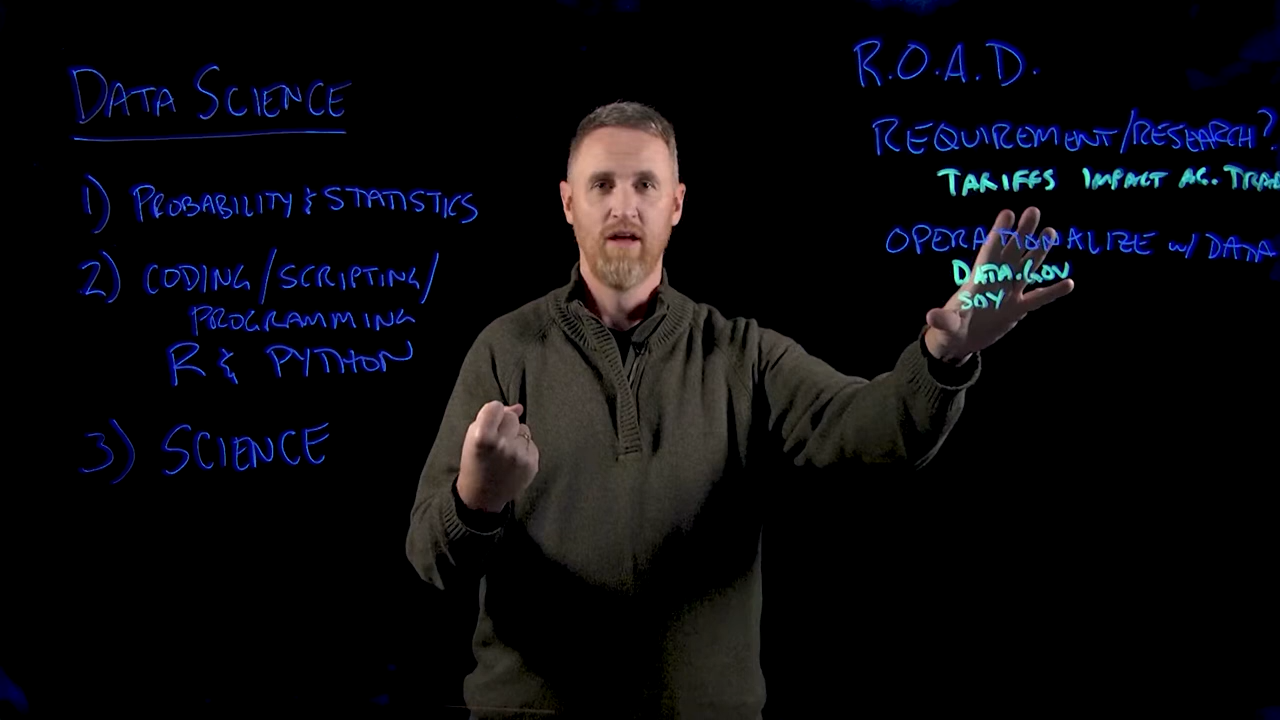 DATA SCIENCE
1) PROBABILITY & STATISTICS
2) CODING/SCRIPTING/
PROGRAMMING
R & PYTHON
3) SCIENCE
R.O.A.D.
REQUIREMENT/RESEARCH?
TARIFFS IMPACT AG. TRAD
OPERATIONALIZE w/ DATA
DATA.GOV
SOY